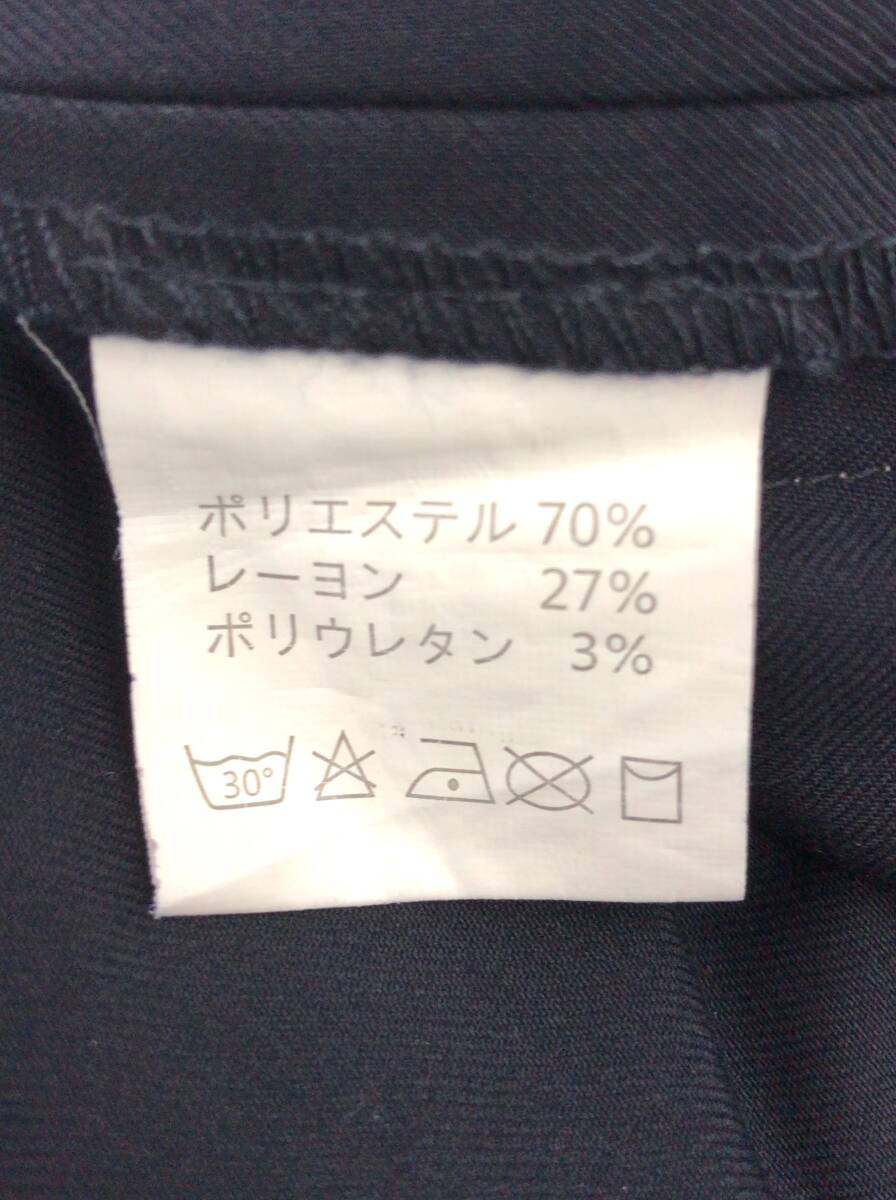 ポリエステル 70%
レーヨン 27%
ポリウレタン 3%
30°